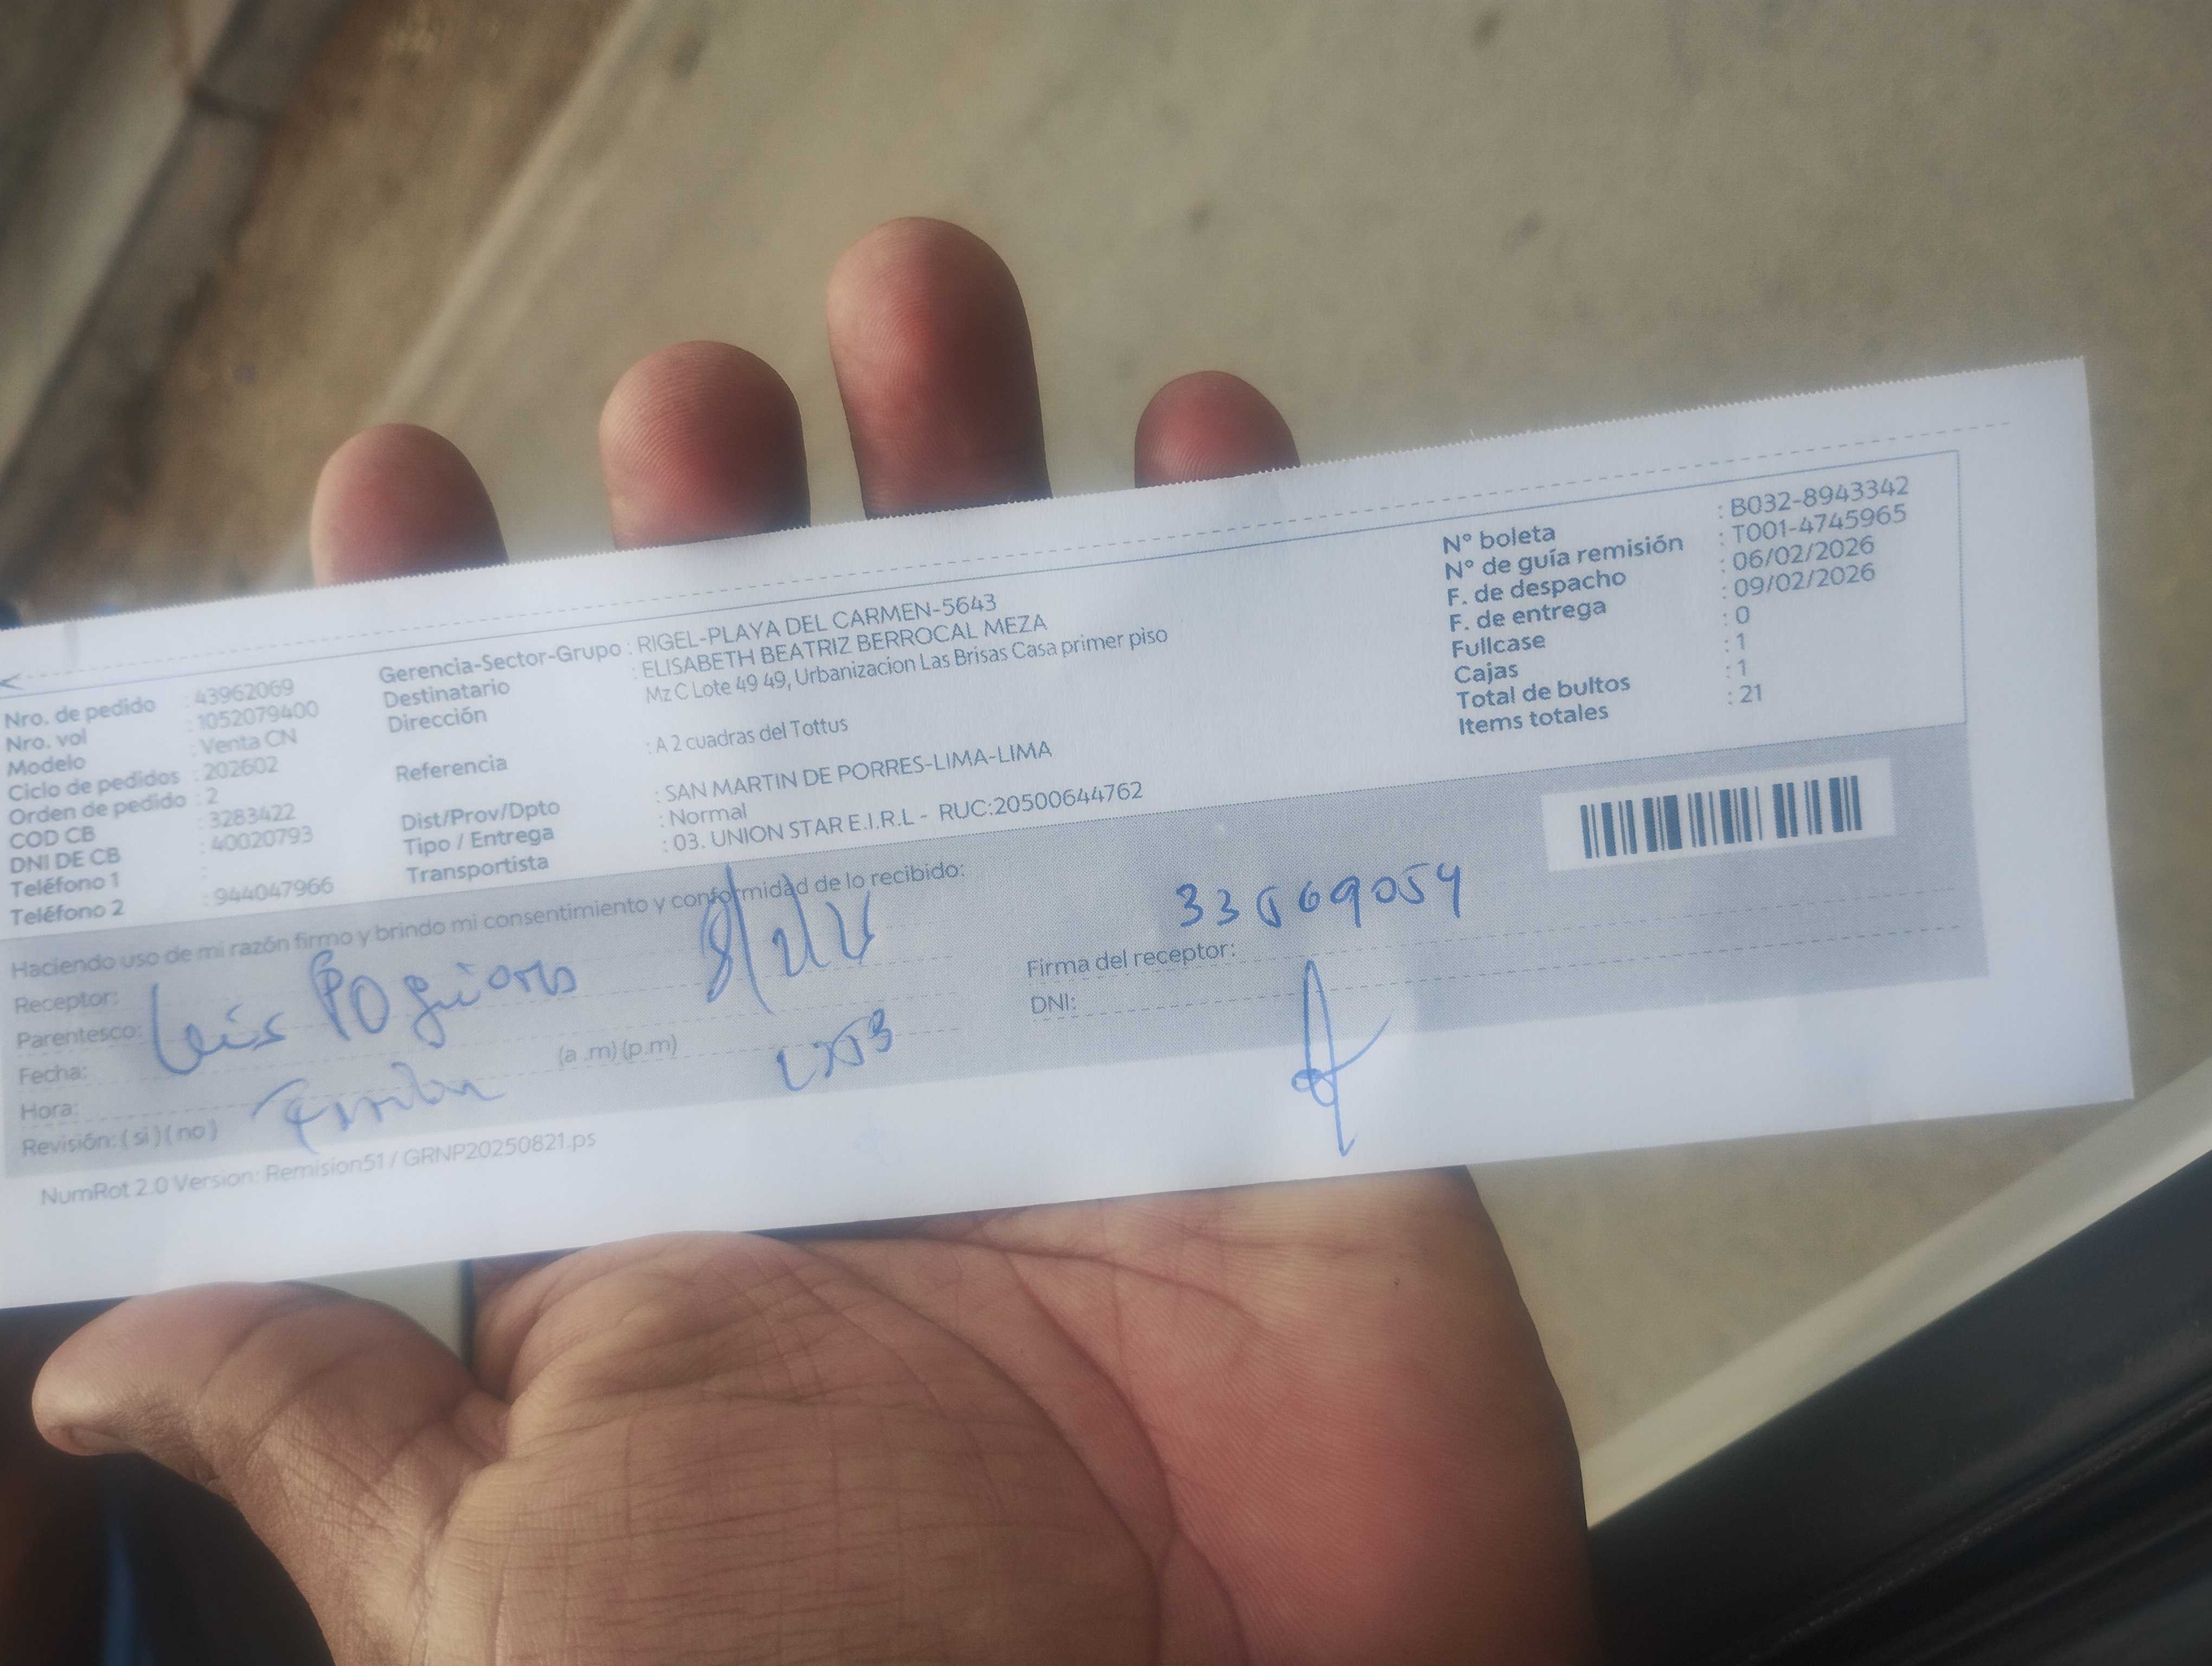 Nro. de pedido : 43962069
Nro. vol : 1052079400
Modelo : Venta CN
Ciclo de pedidos : 202602
Orden de pedido : 2
COD CB : 3283422
DNI DE CB : 40020793
Teléfono 1 :
Teléfono 2 : 944047966
Gerencia-Sector-Grupo : RIGEL-PLAYA DEL CARMEN-5643
Destinatario : ELISABETH BEATRIZ BERROCAL MEZA
Dirección : Mz C Lote 49 49, Urbanizacion Las Brisas Casa primer piso
Referencia : A 2 cuadras del Tottus
Dist/Prov/Dpto : SAN MARTIN DE PORRES-LIMA-LIMA
Tipo / Entrega : Normal
Transportista : 03. UNION STAR E.I.R.L - RUC:20500644762
N° boleta : B032-8943342
N° de guía remisión : T001-4745965
F. de despacho : 06/02/2026
F. de entrega : 09/02/2026
Fullcase : 0
Cajas : 1
Total de bultos : 1
Items totales : 21
Haciendo uso de mi razón firmo y brindo mi consentimiento y conformidad de lo recibido:
Receptor:
Parentesco: Luis
Fecha:
Hora: (a .m) (p.m)
Revisión: ( si ) ( no )
Firma del receptor:
DNI:
NumRot 2.0 Version: Remision51 / GRNP20250821.ps